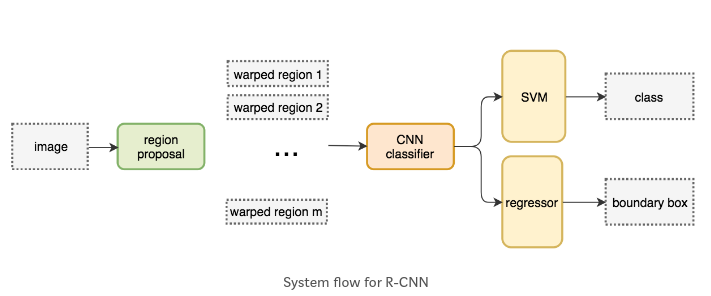 image
region
proposal
warped region 1
warped region 2
...
warped region m
CNN
classifier
SVM
regressor
class
boundary box
System flow for R-CNN